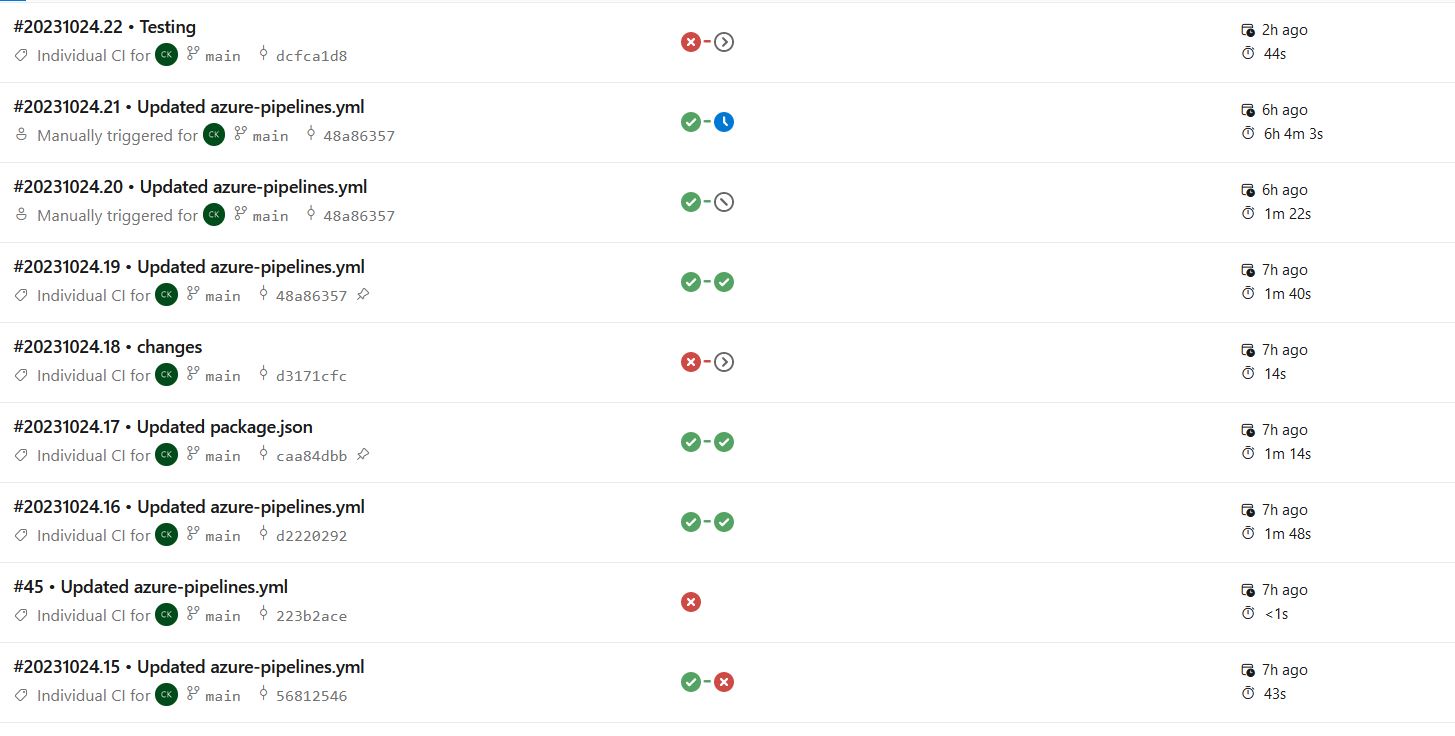 #20231024.22 • Testing
Individual CI for CK main dcfca1d8
2h ago
44s
#20231024.21 • Updated azure-pipelines.yml
Manually triggered for CK main 48a86357
6h ago
6h 4m 3s
#20231024.20 • Updated azure-pipelines.yml
Manually triggered for CK main 48a86357
6h ago
1m 22s
#20231024.19 • Updated azure-pipelines.yml
Individual CI for CK main 48a86357
7h ago
1m 40s
#20231024.18 • changes
Individual CI for CK main d3171cfc
7h ago
14s
#20231024.17 • Updated package.json
Individual CI for CK main caa84dbb
7h ago
1m 14s
#20231024.16 • Updated azure-pipelines.yml
Individual CI for CK main d2220292
7h ago
1m 48s
#45 • Updated azure-pipelines.yml
Individual CI for CK main 223b2ace
7h ago
<1s
#20231024.15 • Updated azure-pipelines.yml
Individual CI for CK main 56812546
7h ago
43s